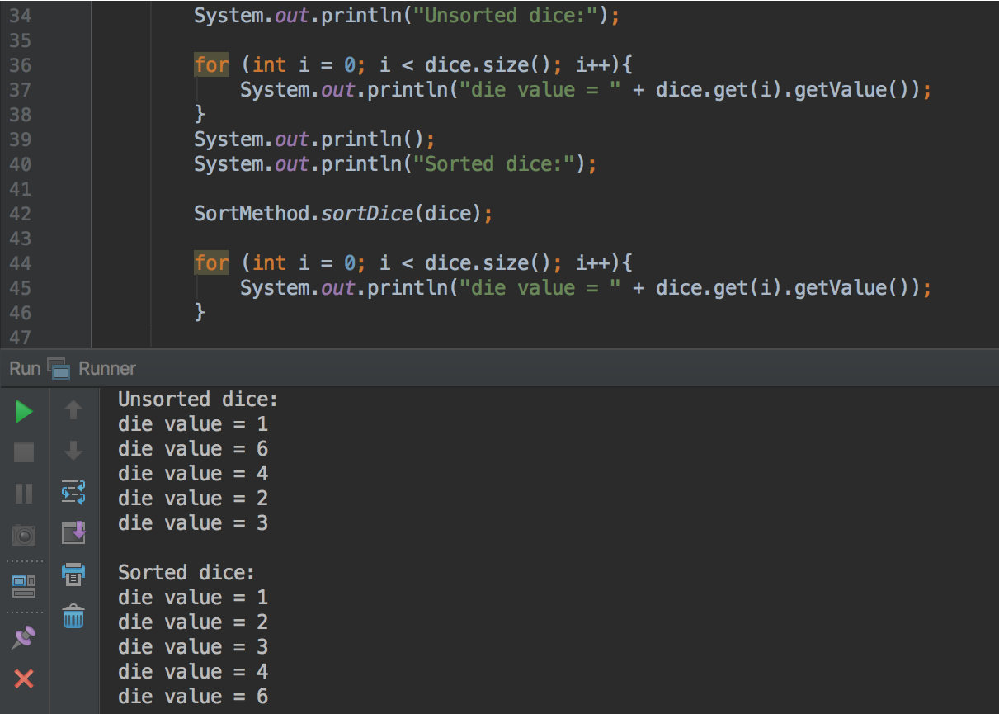 34 System.out.println("Unsorted dice:");
35
36 for (int i = 0; i < dice.size(); i++){
37 System.out.println("die value = " + dice.get(i).getValue());
38 }
39 System.out.println();
40 System.out.println("Sorted dice:");
41
42 SortMethod.sortDice(dice);
43
44 for (int i = 0; i < dice.size(); i++){
45 System.out.println("die value = " + dice.get(i).getValue());
46 }
47
Run Runner
Unsorted dice:
die value = 1
die value = 6
die value = 4
die value = 2
die value = 3
Sorted dice:
die value = 1
die value = 2
die value = 3
die value = 4
die value = 6